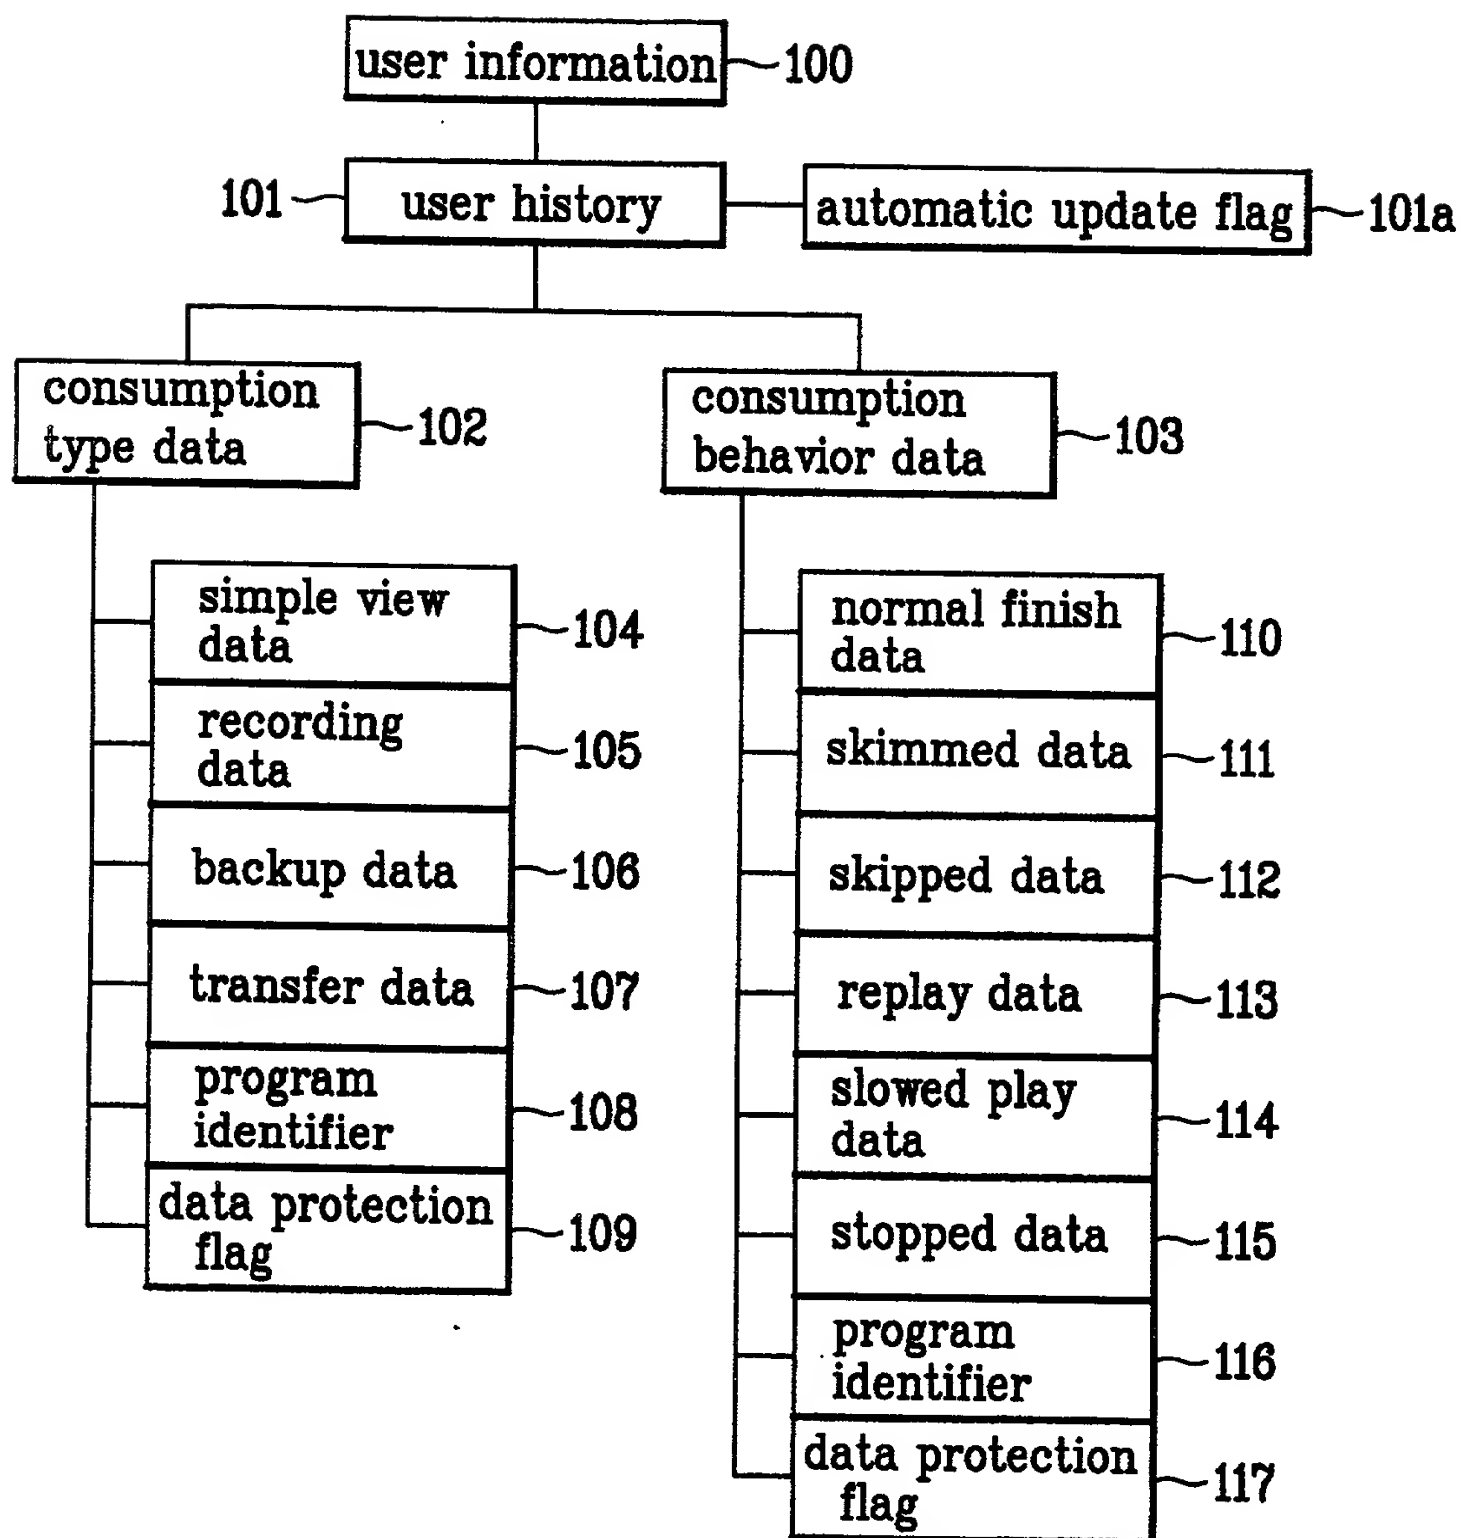 user information
100
101
user history
automatic update flag
101a
consumption
type data
102
consumption
behavior data
103
simple view
data
104
recording
data
105
backup data
106
transfer data
107
program
identifier
108
data protection
flag
109
normal finish
data
110
skimmed data
111
skipped data
112
replay data
113
slowed play
data
114
stopped data
115
program
identifier
116
data protection
flag
117